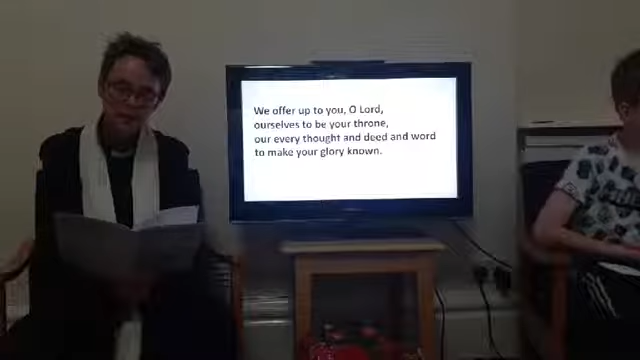 We offer up to you, O Lord,
ourselves to be your throne,
our every thought and deed and word
to make your glory known.